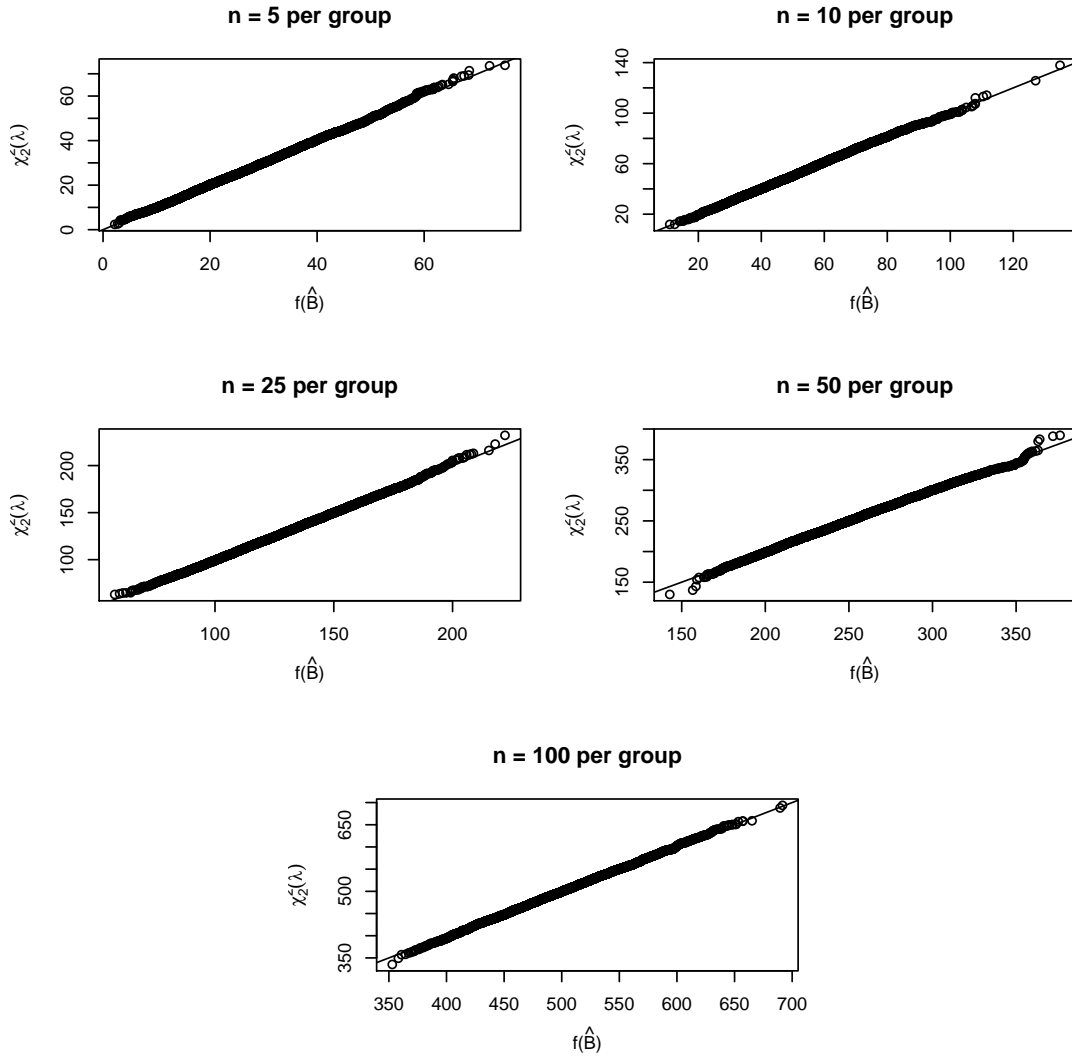 n = 5 per group
χ₂²(λ)
0 20 40 60
0 20 40 60
f(B̂)
n = 10 per group
χ₂²(λ)
20 60 100 140
20 40 60 80 100 120
f(B̂)
n = 25 per group
χ₂²(λ)
100 150 200
100 150 200
f(B̂)
n = 50 per group
χ₂²(λ)
150 250 350
150 200 250 300 350
f(B̂)
n = 100 per group
χ₂²(λ)
350 500 650
350 400 450 500 550 600 650 700
f(B̂)